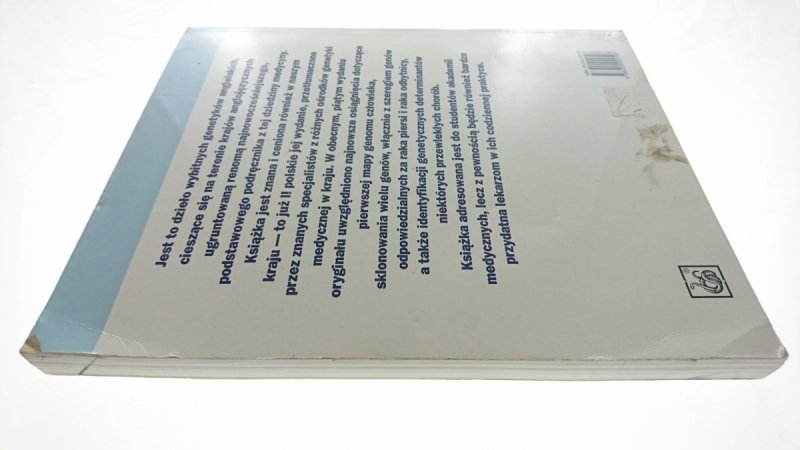 Jest to dzieło wybitnych genetyków angielskich,
cieszące się na terenie krajów anglojęzycznych
ugruntowaną renomą najnowocześniejszego,
podstawowego podręcznika z tej dziedziny medycyny.
Książka jest znana i ceniona również w naszym
kraju — to już II polskie jej wydanie, przetłumaczone
przez znanych specjalistów z różnych ośrodków genetyki
medycznej w kraju. W obecnym, piątym wydaniu
oryginału uwzględniono najnowsze osiągnięcia dotyczące
pierwszej mapy genomu człowieka,
sklonowania wielu genów, włącznie z szeregiem genów
odpowiedzialnych za raka piersi i raka odbytnicy,
a także identyfikacji genetycznych determinantów
niektórych przewlekłych chorób.
Książka adresowana jest do studentów akademii
medycznych, lecz z pewnością będzie również bardzo
przydatna lekarzom w ich codziennej praktyce.